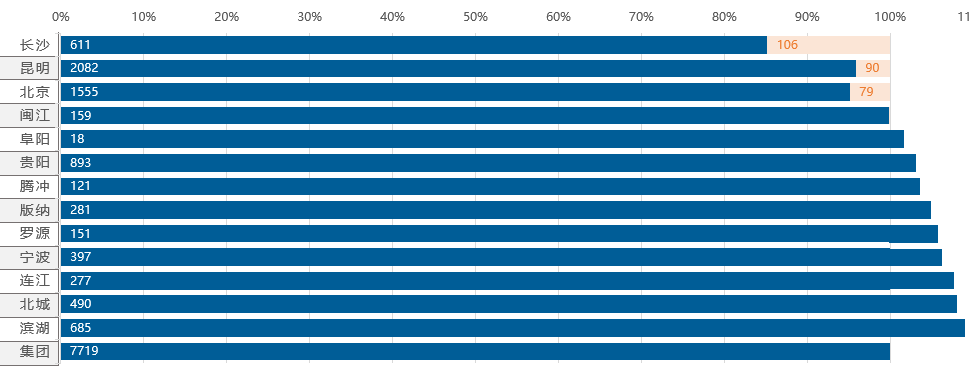 0% 10% 20% 30% 40% 50% 60% 70% 80% 90% 100% 11
长沙 611 106
昆明 2082 90
北京 1555 79
闽江 159
阜阳 18
贵阳 893
腾冲 121
版纳 281
罗源 151
宁波 397
连江 277
北城 490
滨湖 685
集团 7719